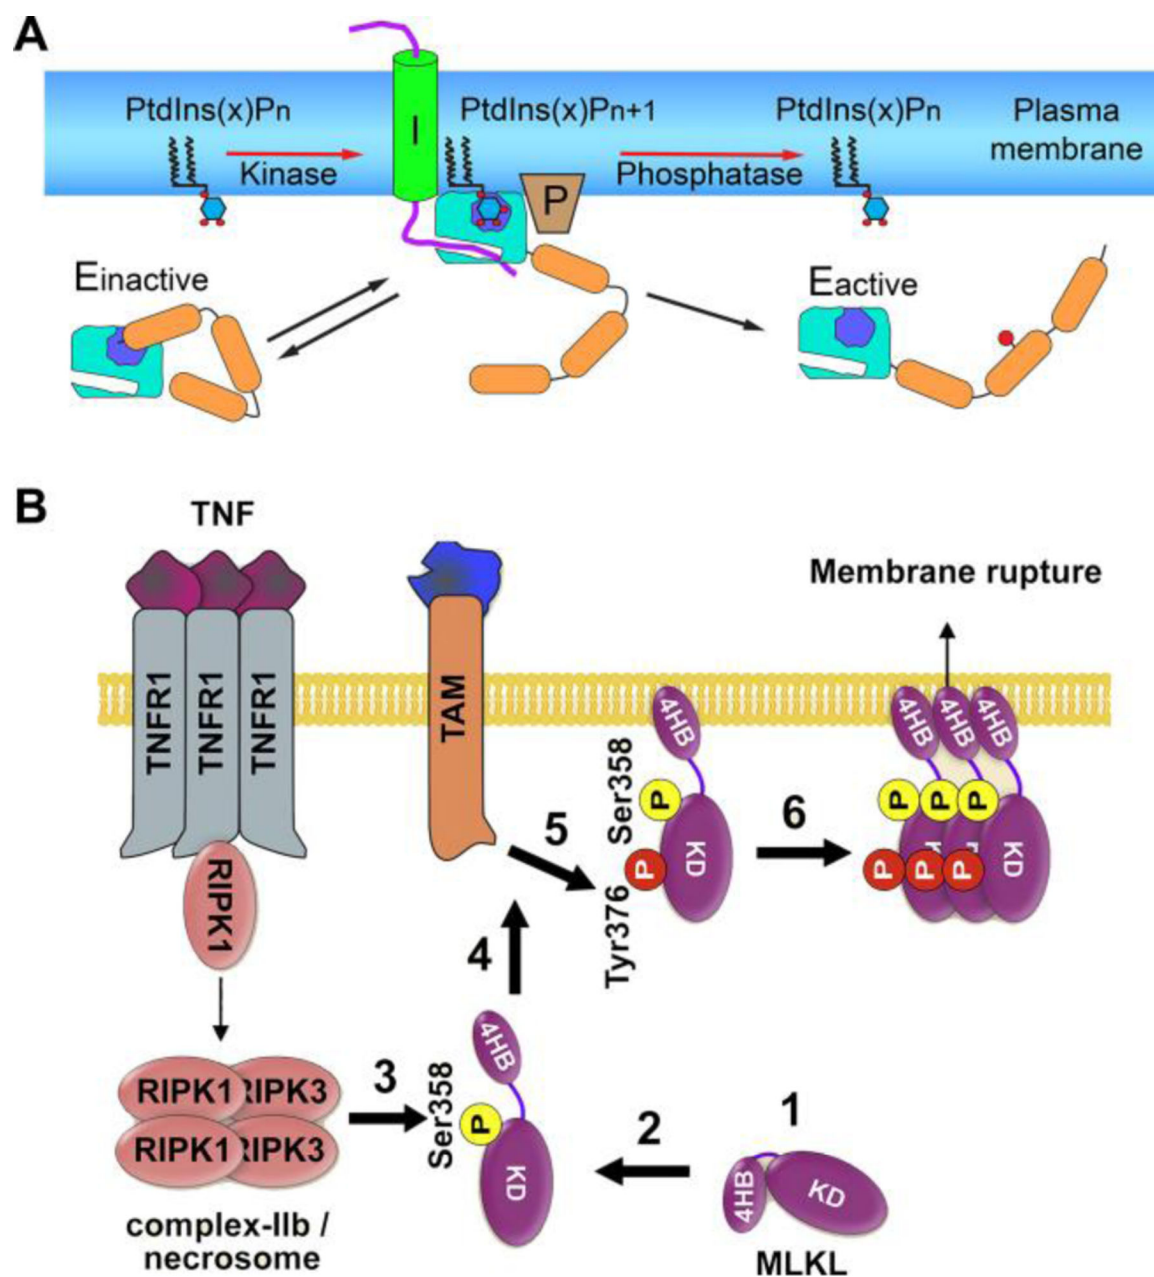 A
PtdIns(x)Pn
PtdIns(x)Pn+1
PtdIns(x)Pn
Plasma
membrane
I
Kinase
Phosphatase
P
Einactive
Eactive
B
TNF
Membrane rupture
TNFR1
TNFR1
TNFR1
TAM
4HB
4HB
4HB
4HB
Ser358
P
P
P
P
5
6
KD
KD
P
P
P
P
Tyr376
RIPK1
4
4HB
RIPK1
RIPK3
3
Ser358
P
RIPK1
RIPK3
KD
2
1
4HB
KD
complex-IIb /
necrosome
MLKL